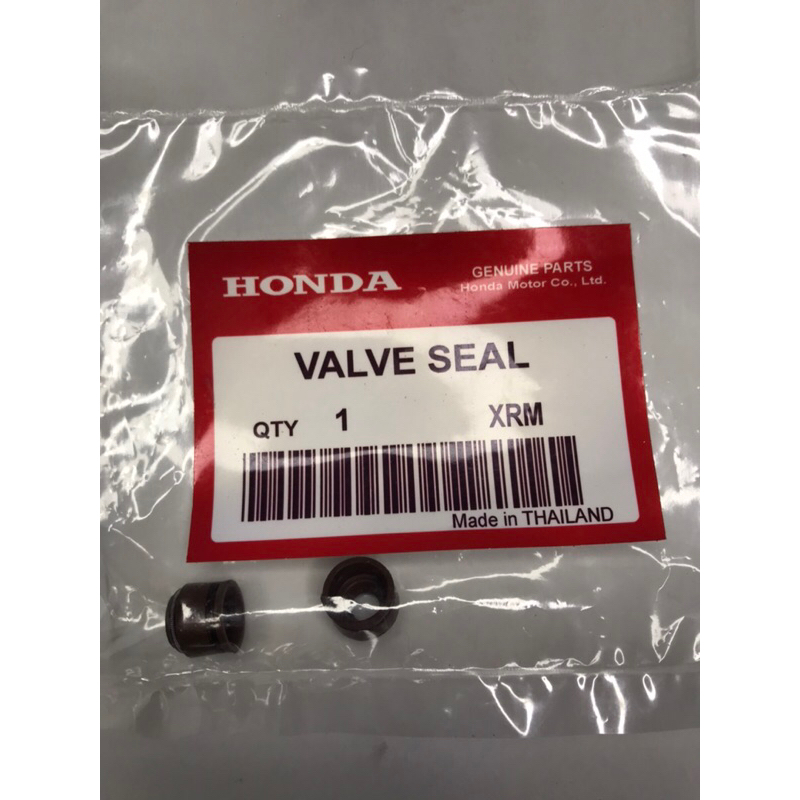 HONDA
GENUINE PARTS
Honda Motor Co., Ltd.
VALVE SEAL
QTY 1 XRM
Made in THAILAND